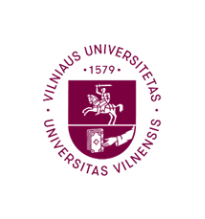 VILNIAUS UNIVERSITETAS
· 1579 ·
UNIVERSITAS VILNENSIS